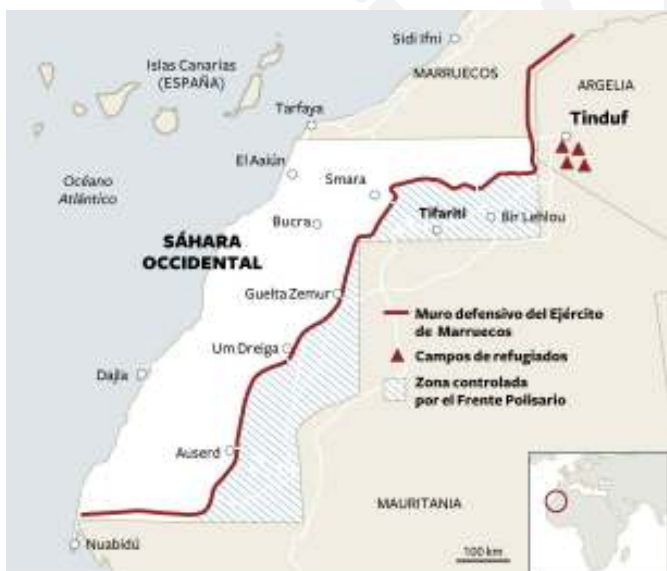 Sidi Ifni
Islas Canarias
(ESPAÑA)
MARRUECOS
ARGELIA
Tinduf
Tarfaya
El Aaiún
Océano
Atlántico
Smara
Bucra
Tifariti
Bir Lehlou
SÁHARA
OCCIDENTAL
Guelta Zemur
Muro defensivo del Ejército
de Marruecos
Um Dreiga
Campos de refugiados
Dajla
Zona controlada
por el Frente Polisario
Auserd
MAURITANIA
Nuabidú
100 km